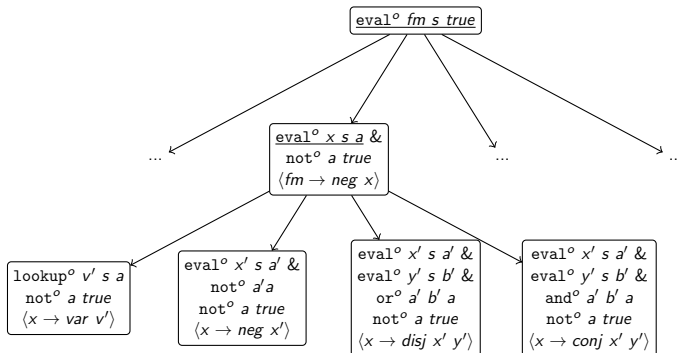 evalᵒ fm s true
...
evalᵒ x s a &
notᵒ a true
⟨fm → neg x⟩
...
..
lookupᵒ v′ s a
notᵒ a true
⟨x → var v′⟩
evalᵒ x′ s a′ &
notᵒ a′a
notᵒ a true
⟨x → neg x′⟩
evalᵒ x′ s a′ &
evalᵒ y′ s b′ &
orᵒ a′ b′ a
notᵒ a true
⟨x → disj x′ y′⟩
evalᵒ x′ s a′ &
evalᵒ y′ s b′ &
andᵒ a′ b′ a
notᵒ a true
⟨x → conj x′ y′⟩